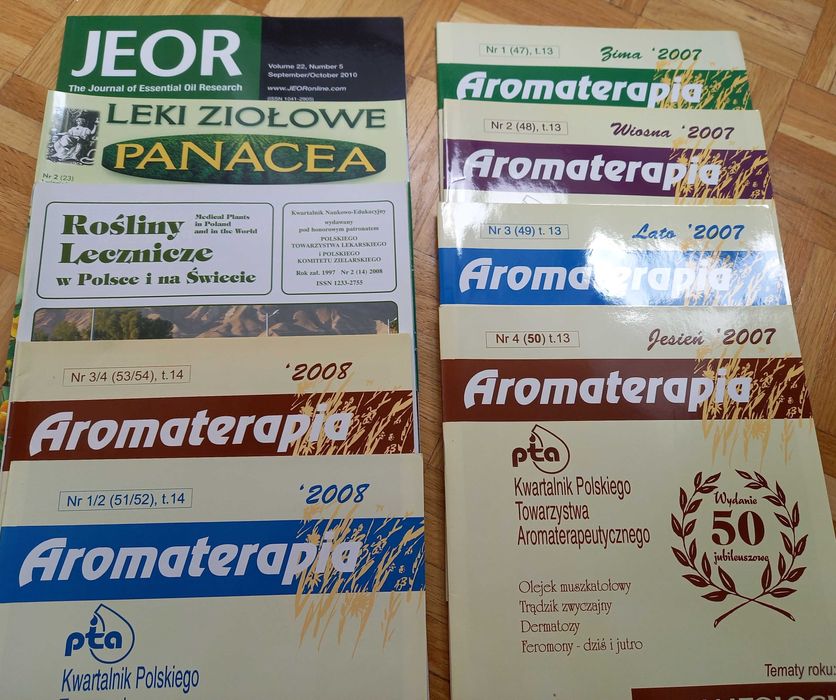 JEOR
The Journal of Essential Oil Research
Volume 22, Number 5
September/October 2010
www.JEORonline.com
(ISSN 1041-2905)
LEKI ZIOŁOWE
PANACEA
Nr 2 (23)
Rośliny
Lecznicze
w Polsce i na Świecie
Medical Plants
in Poland
and in the World
Kwartalnik Naukowo-Edukacyjny
wydawany
pod honorowym patronatem
POLSKIEGO
TOWARZYSTWA LEKARSKIEGO
i POLSKIEGO
KOMITETU ZIELARSKIEGO
Rok zał. 1997 Nr 2 (14) 2008
ISSN 1233-2755
Nr 3/4 (53/54), t.14
‘2008
Aromaterapia
Nr 1/2 (51/52), t.14
‘2008
Aromaterapia
pta
Kwartalnik Polskiego
Nr 1 (47), t.13
Zima ‘2007
Aromaterapia
Nr 2 (48), t.13
Wiosna ‘2007
Aromaterapia
Nr 3 (49) t.13
Lato ‘2007
Aromaterapia
Nr 4 (50) t.13
Jesień ‘2007
Aromaterapia
pta
Kwartalnik Polskiego
Towarzystwa
Aromaterapeutycznego
Wydanie
50
jubileuszowe
Olejek muszkatołowy
Trądzik zwyczajny
Dermatozy
Feromony - dziś i jutro
Tematy roku: